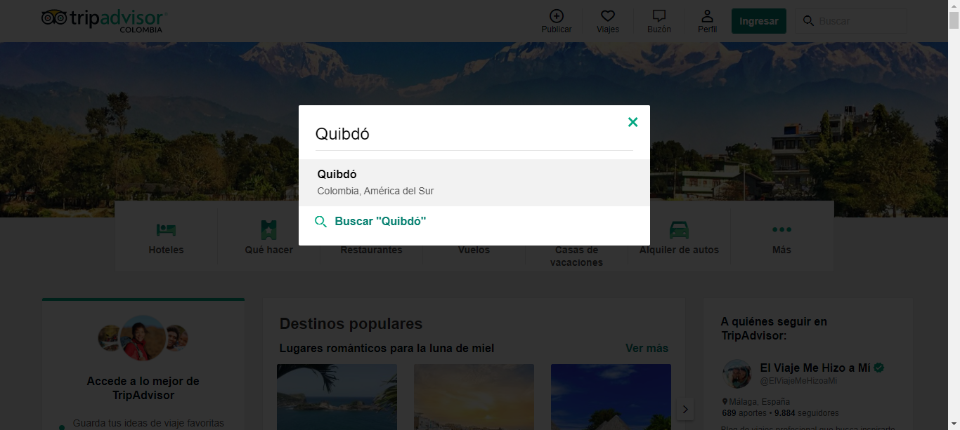 tripadvisor
COLOMBIA
Publicar
Viajes
Buzón
Perfil
Ingresar
Buscar
Quibdó
Quibdó
Colombia, América del Sur
Buscar "Quibdó"
Hoteles
Qué hacer
Restaurantes
Vuelos
Casas de
vacaciones
Alquiler de autos
Más
Accede a lo mejor de
TripAdvisor
Guarda tus ideas de viaje favoritas
Destinos populares
Lugares románticos para la luna de miel
Ver más
A quiénes seguir en
TripAdvisor:
El Viaje Me Hizo a Mi
@ElViajeMeHizoaMi
Málaga, España
689 aportes • 9.884 seguidores